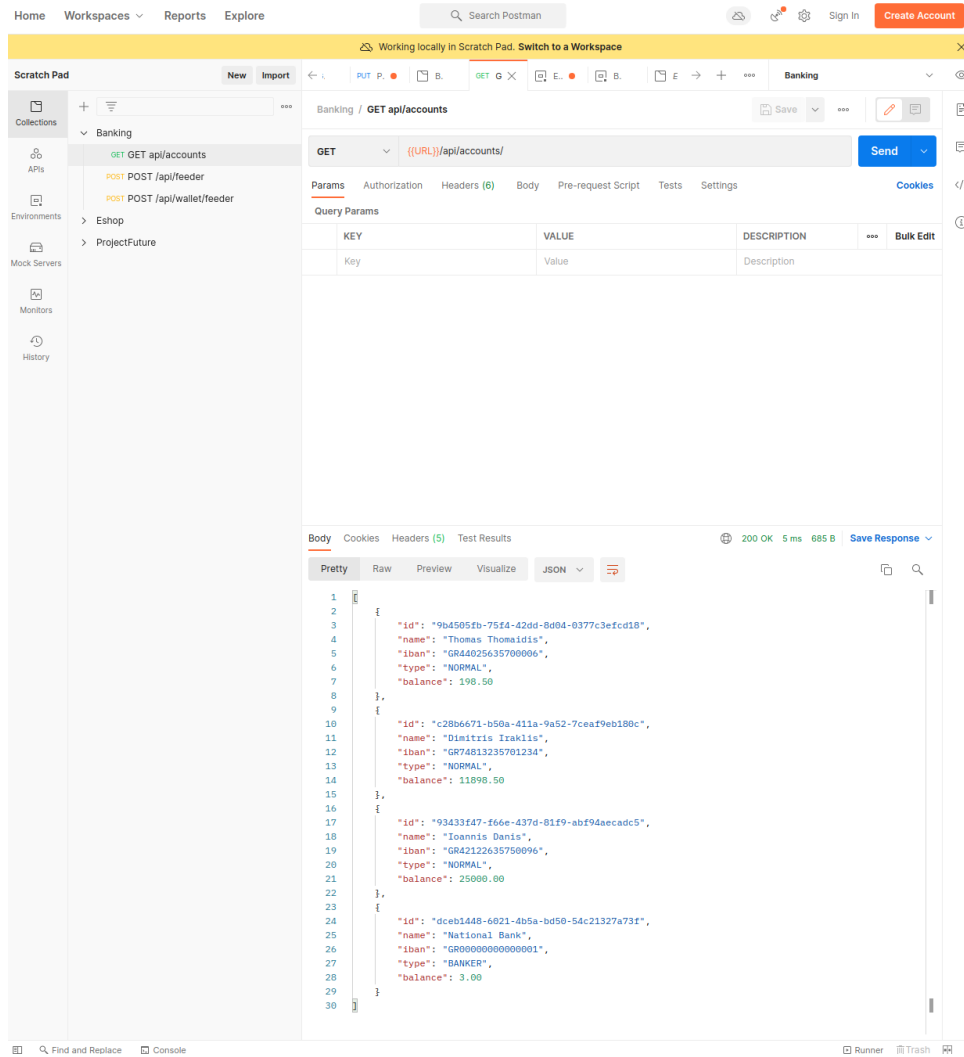 Home Workspaces Reports Explore Search Postman Sign In Create Account
Working locally in Scratch Pad. Switch to a Workspace
Scratch Pad New Import PUT P. B. GET G E.. B. E Banking
Collections
APIs
Environments
Mock Servers
Monitors
History
Banking
GET GET api/accounts
POST POST /api/feeder
POST POST /api/wallet/feeder
Eshop
ProjectFuture
Banking / GET api/accounts Save
GET {{URL}}/api/accounts/ Send
Params Authorization Headers (6) Body Pre-request Script Tests Settings Cookies
Query Params
KEY VALUE DESCRIPTION Bulk Edit
Key Value Description
Body Cookies Headers (5) Test Results 200 OK 5 ms 685 B Save Response
Pretty Raw Preview Visualize JSON
1 [
2 {
3 "id": "9b4505fb-75f4-42dd-8d04-0377c3efcd18",
4 "name": "Thomas Thomaidis",
5 "iban": "GR44025635700006",
6 "type": "NORMAL",
7 "balance": 198.50
8 },
9 {
10 "id": "c28b6671-b50a-411a-9a52-7ceaf9eb180c",
11 "name": "Dimitris Iraklis",
12 "iban": "GR74813235701234",
13 "type": "NORMAL",
14 "balance": 11898.50
15 },
16 {
17 "id": "93433f47-f66e-437d-81f9-abf94aecadc5",
18 "name": "Ioannis Danis",
19 "iban": "GR42122635750096",
20 "type": "NORMAL",
21 "balance": 25000.00
22 },
23 {
24 "id": "dceb1448-6021-4b5a-bd50-54c21327a73f",
25 "name": "National Bank",
26 "iban": "GR00000000000001",
27 "type": "BANKER",
28 "balance": 3.00
29 }
30 ]
Find and Replace Console Runner Trash